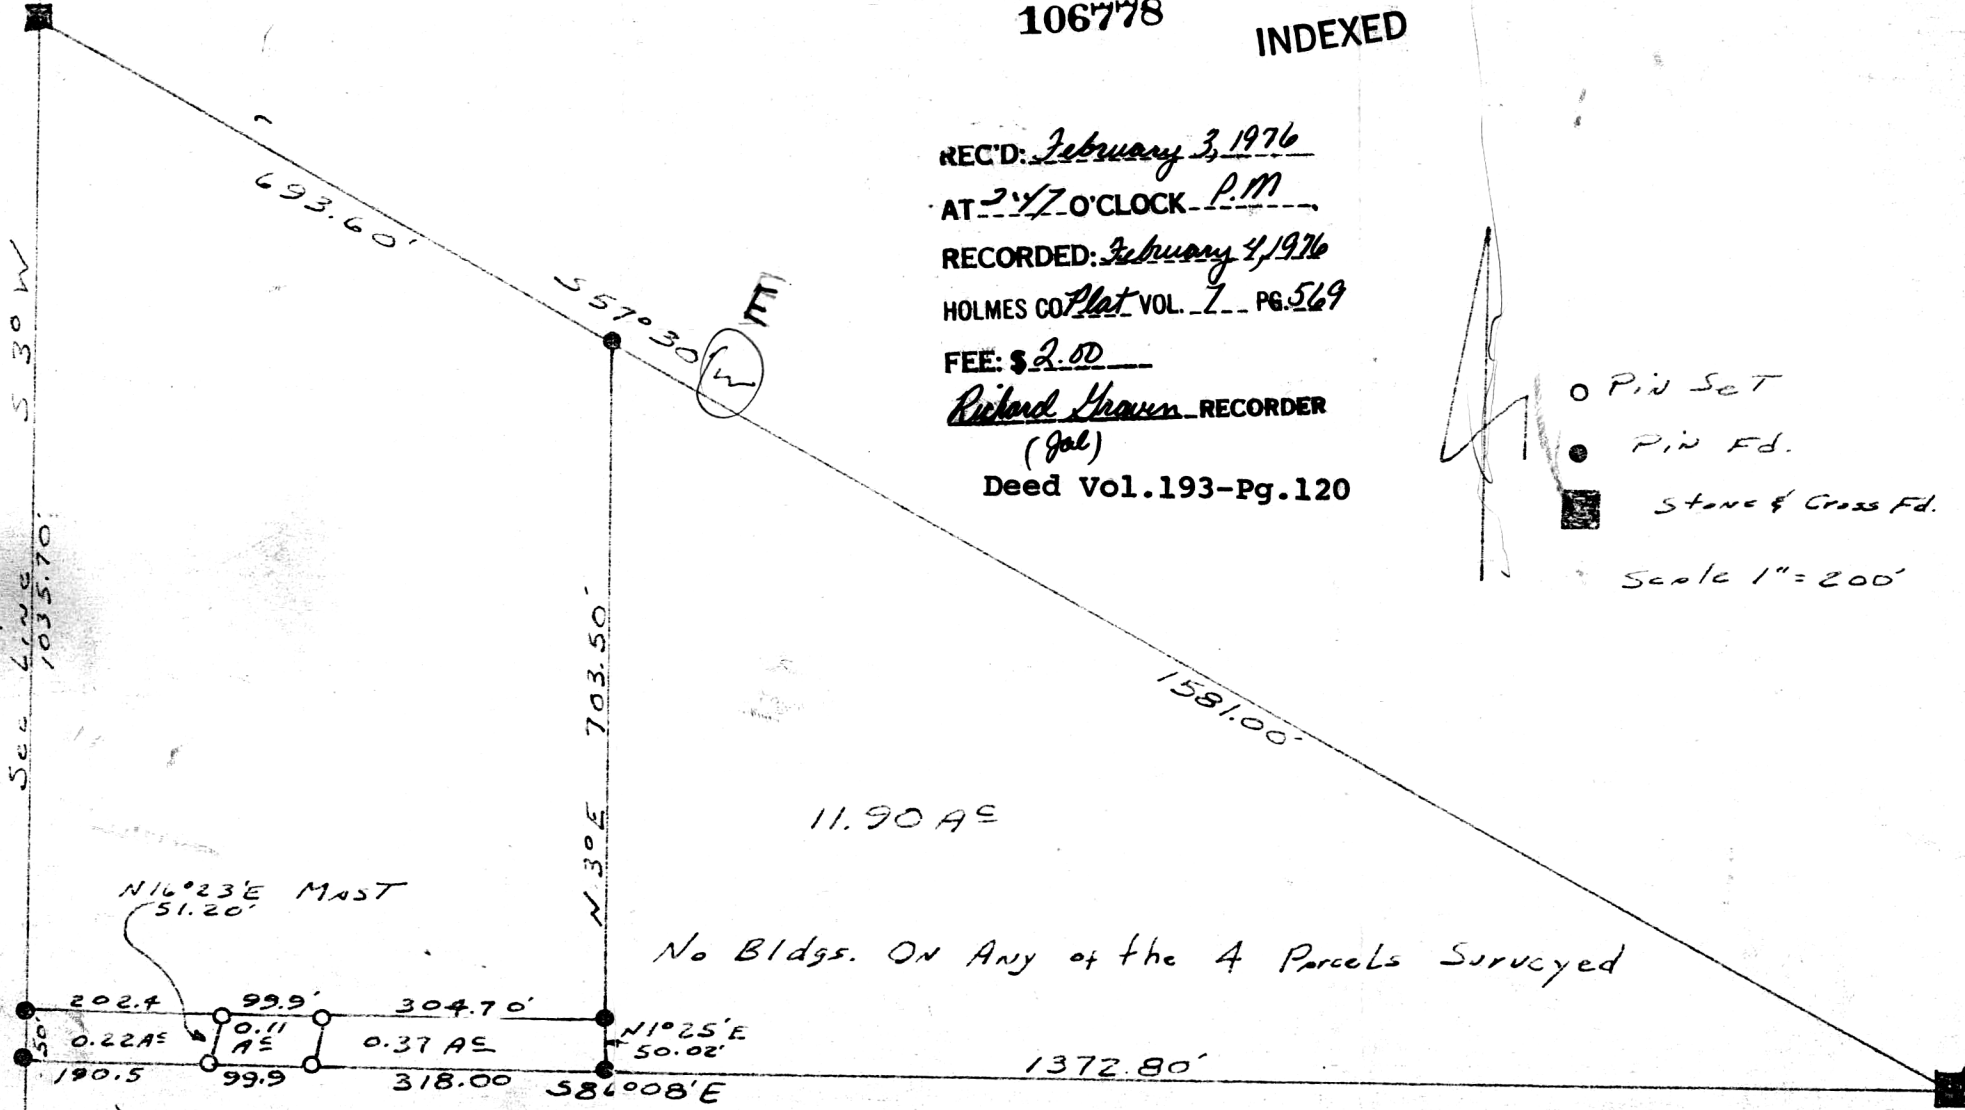 106778
INDEXED
REC'D: February 3, 1976
AT 2:47 O'CLOCK P.M.
RECORDED: February 4, 1976
HOLMES CO Plat VOL. 7 PG. 569
FEE: $ 2.00
Richard Graven RECORDER
(Jal)
Deed Vol.193-Pg.120
Pin Set
Pin Fd.
Stone & Cross Fd.
Scale 1" = 200'
693.60'
S 57° 30' W
E
1581.00'
Sec Line S 3° W
1035.70'
N 3° E 703.50'
11.90 Ac
No Bldgs. On Any of the 4 Parcels Surveyed
N16°23'E MAST
51.20'
202.4
99.9'
304.70'
50'
0.22 Ac
0.11
Ac
0.37 Ac
N1°25'E
50.02'
190.5
99.9
318.00
S86°08'E
1372.80'